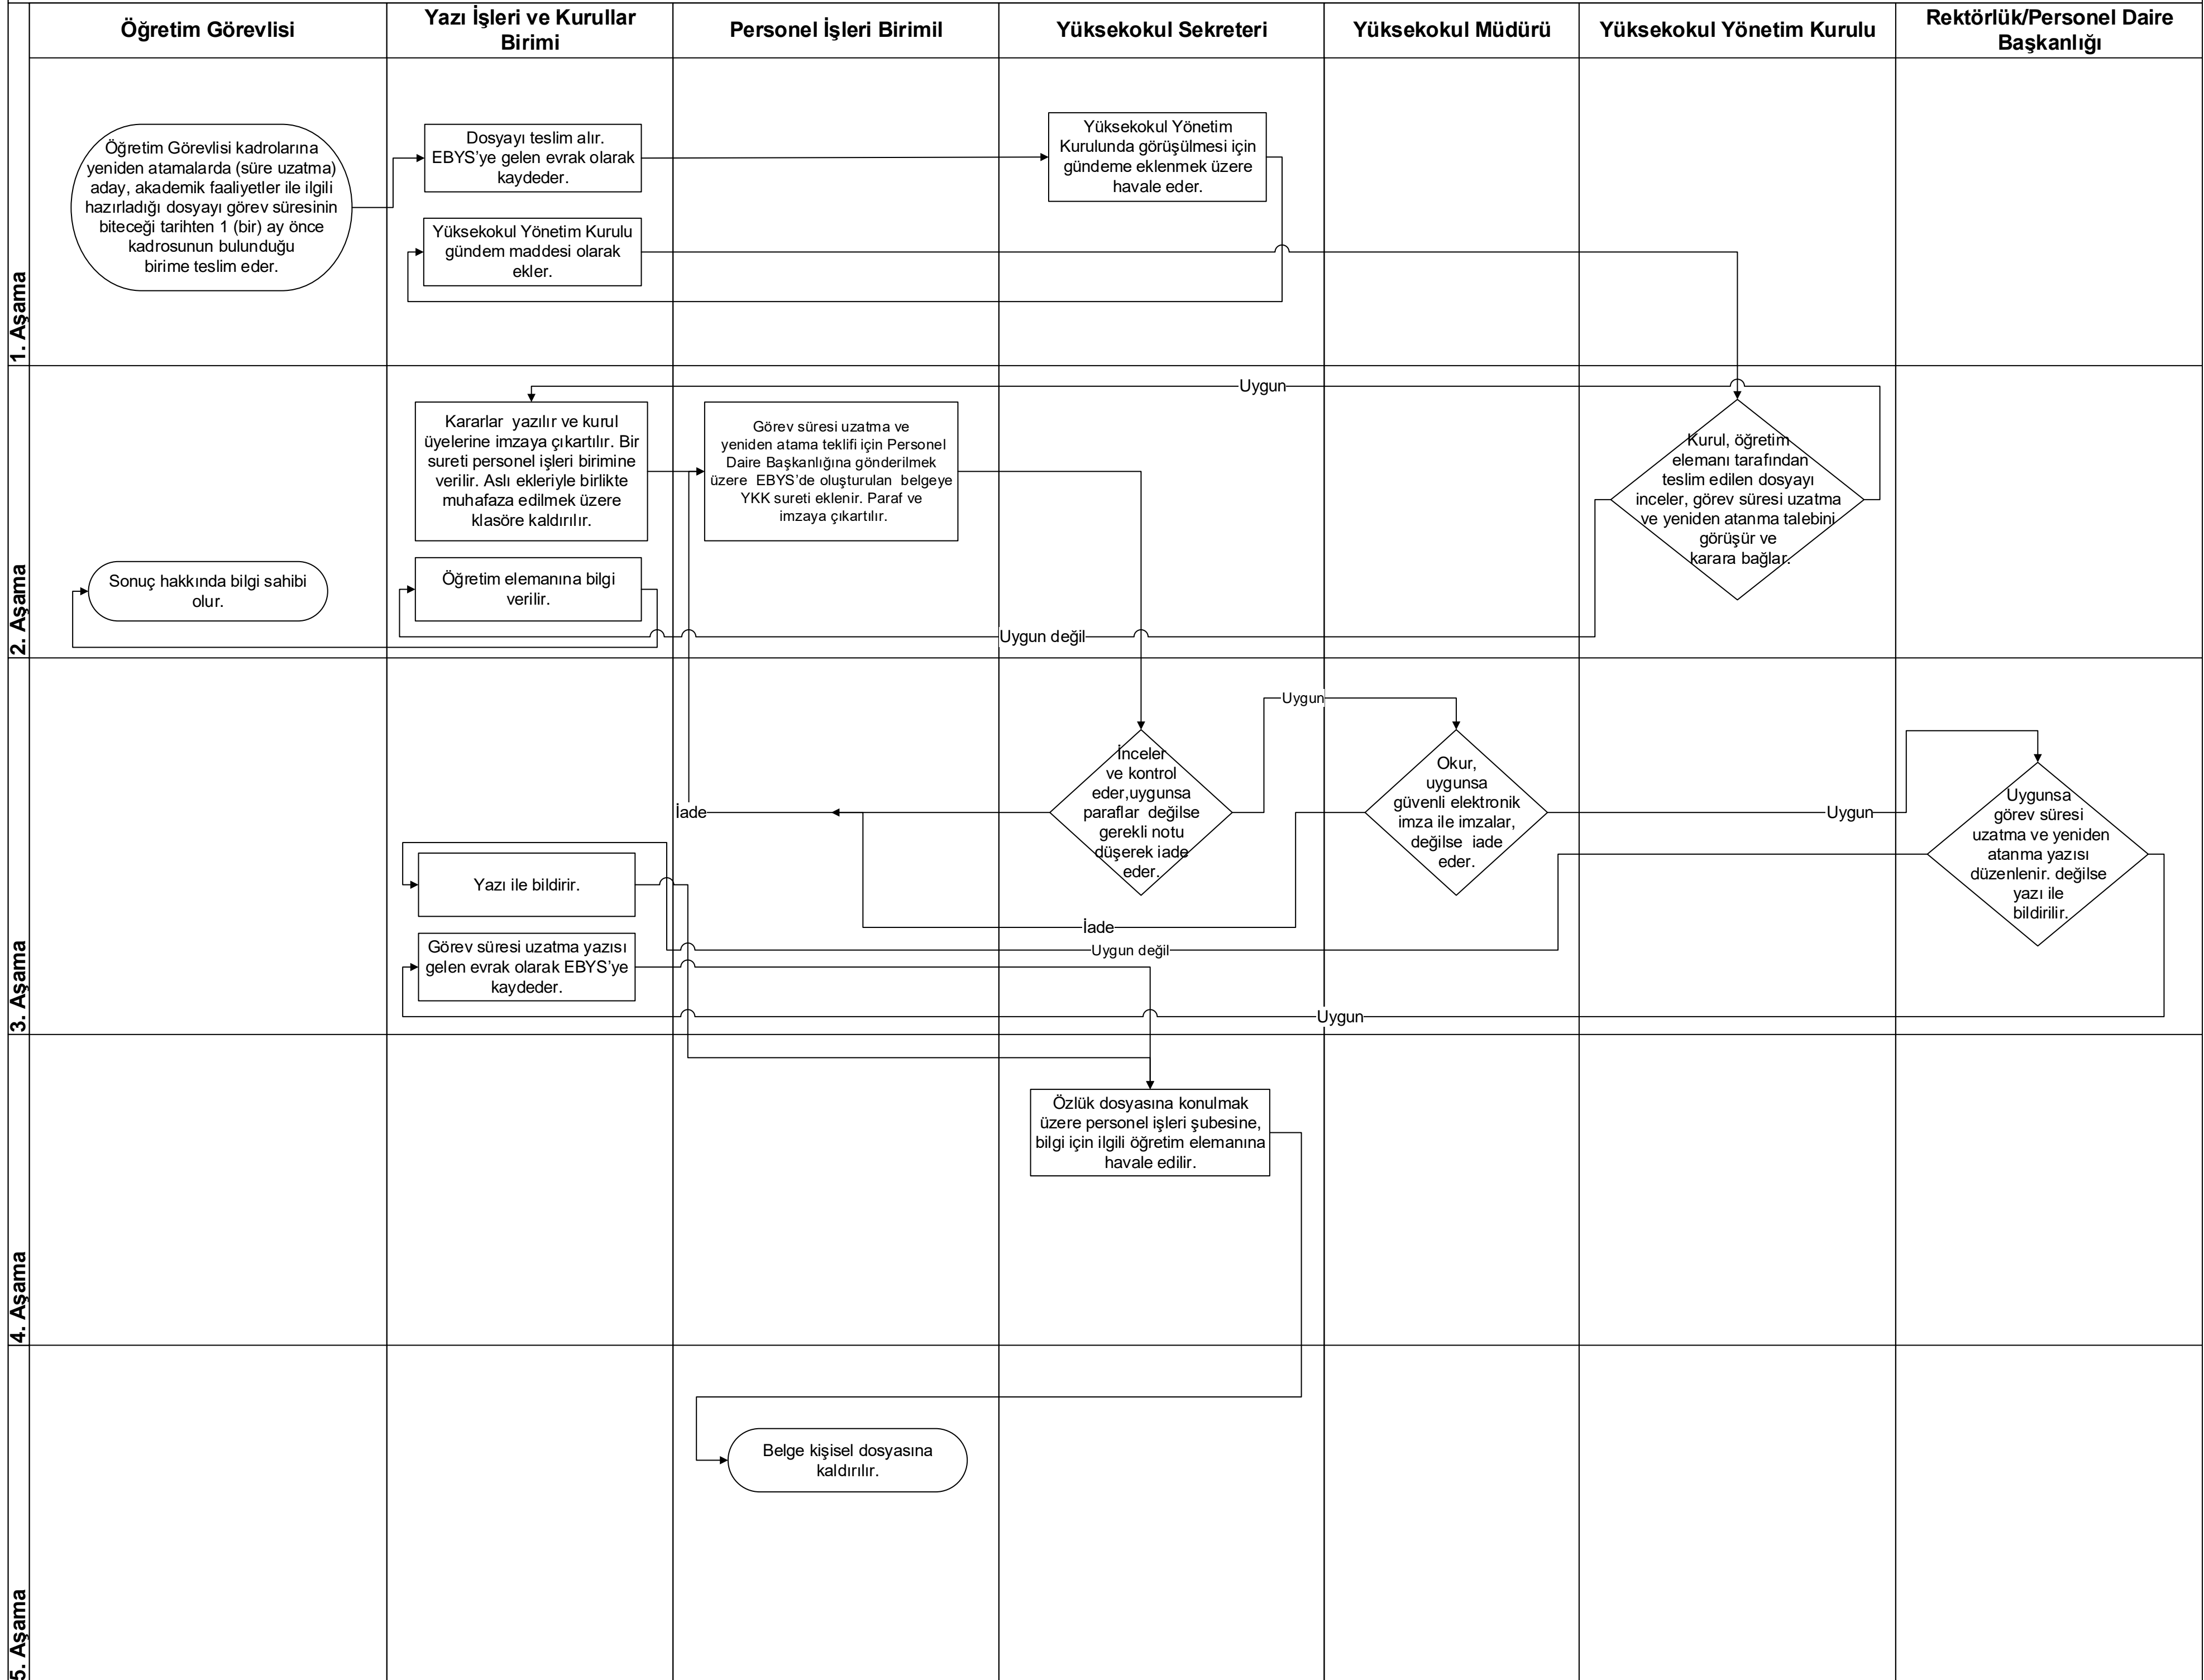 Öğretim Görevlisi
Yazı İşleri ve Kurullar
Birimi
Personel İşleri Birimil
Yüksekokul Sekreteri
Yüksekokul Müdürü
Yüksekokul Yönetim Kurulu
Rektörlük/Personel Daire
Başkanlığı
1. Aşama
Öğretim Görevlisi kadrolarına
yeniden atamalarda (süre uzatma)
aday, akademik faaliyetler ile ilgili
hazırladığı dosyayı görev süresinin
biteceği tarihten 1 (bir) ay önce
kadrosunun bulunduğu
birime teslim eder.
Dosyayı teslim alır.
EBYS’ye gelen evrak olarak
kaydeder.
Yüksekokul Yönetim
Kurulunda görüşülmesi için
gündeme eklenmek üzere
havale eder.
Yüksekokul Yönetim Kurulu
gündem maddesi olarak
ekler.
2. Aşama
Uygun
Kararlar yazılır ve kurul
üyelerine imzaya çıkartılır. Bir
sureti personel işleri birimine
verilir. Aslı ekleriyle birlikte
muhafaza edilmek üzere
klasöre kaldırılır.
Görev süresi uzatma ve
yeniden atama teklifi için Personel
Daire Başkanlığına gönderilmek
üzere EBYS’de oluşturulan belgeye
YKK sureti eklenir. Paraf ve
imzaya çıkartılır.
Kurul, öğretim
elemanı tarafından
teslim edilen dosyayı
inceler, görev süresi uzatma
ve yeniden atanma talebini
görüşür ve
karara bağlar.
Sonuç hakkında bilgi sahibi
olur.
Öğretim elemanına bilgi
verilir.
Uygun değil
3. Aşama
Uygun
İnceler
ve kontrol
eder,uygunsa
paraflar değilse
gerekli notu
düşerek iade
eder.
Okur,
uygunsa
güvenli elektronik
imza ile imzalar,
değilse iade
eder.
Uygun
Uygunsa
görev süresi
uzatma ve yeniden
atanma yazısı
düzenlenir. değilse
yazı ile
bildirilir.
İade
Yazı ile bildirir.
İade
Uygun değil
Görev süresi uzatma yazısı
gelen evrak olarak EBYS’ye
kaydeder.
Uygun
4. Aşama
Özlük dosyasına konulmak
üzere personel işleri şubesine,
bilgi için ilgili öğretim elemanına
havale edilir.
5. Aşama
Belge kişisel dosyasına
kaldırılır.